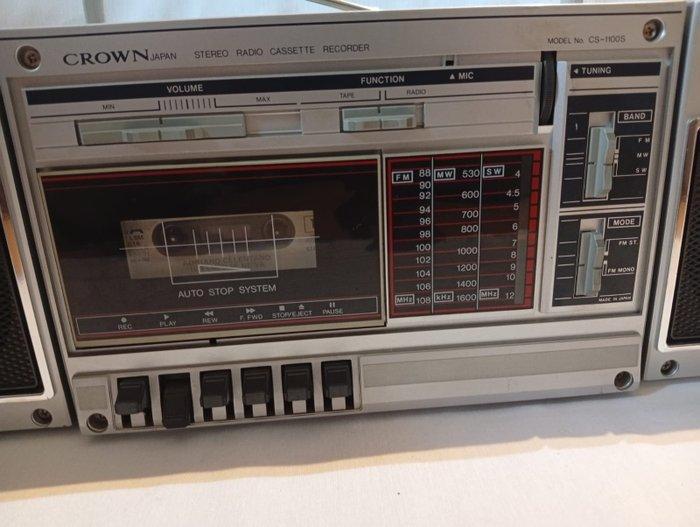 CROWN JAPAN STEREO RADIO CASSETTE RECORDER
MODEL No. CS-1100S
VOLUME
MIN MAX
FUNCTION ▲ MIC
TAPE RADIO
◄ TUNING
BAND
FM
MW
SW
MODE
FM ST.
FM MONO
MADE IN JAPAN
FM 88 MW 530 SW 4
90
92 600 4.5
94 5
96 700
98 800 6
100 7
102 1000 8
104 1200 9
106 1400 10
MHz 108 kHz 1600 MHz 12
ADRIANO CELENTANO
AUTO STOP SYSTEM
● REC
► PLAY
◄◄ REW
►► F. FWD
■ ▲ STOP/EJECT
❚❚ PAUSE